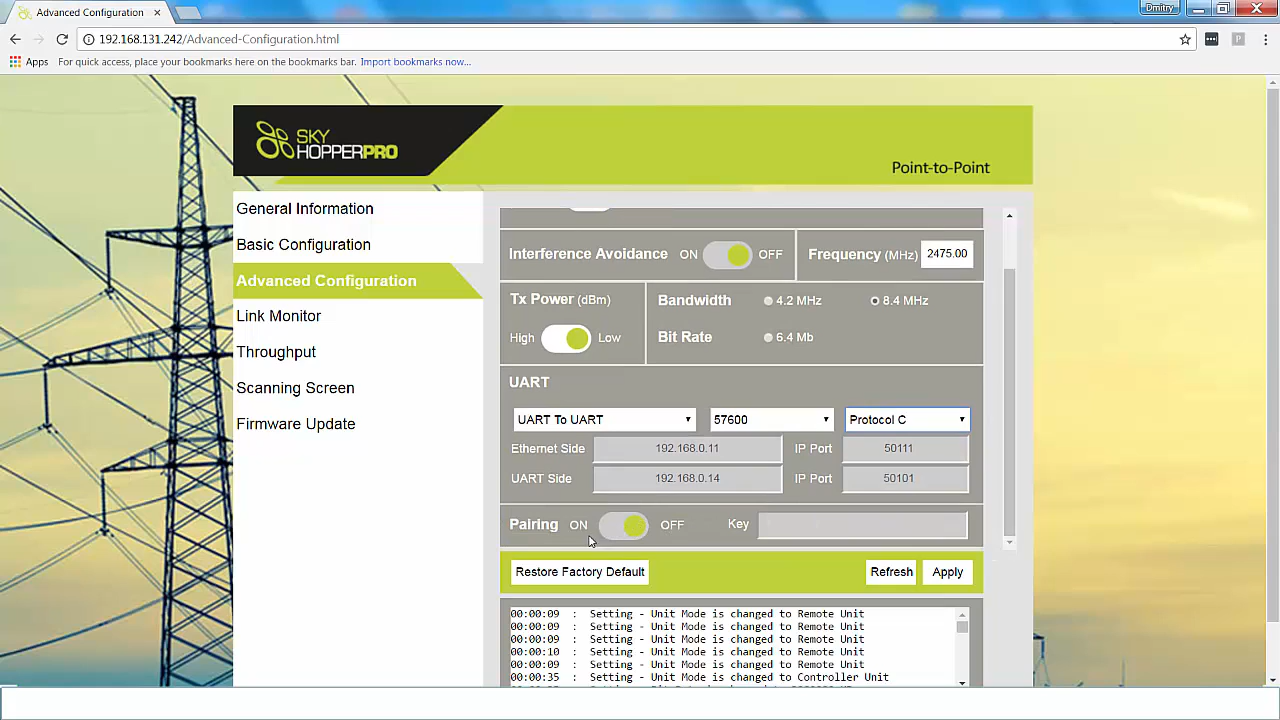 Advanced Configuration
Dmitry
192.168.131.242/Advanced-Configuration.html
Apps For quick access, place your bookmarks here on the bookmarks bar. Import bookmarks now...
SKY
HOPPERPRO
Point-to-Point
General Information
Basic Configuration
Advanced Configuration
Link Monitor
Throughput
Scanning Screen
Firmware Update
Interference Avoidance ON OFF Frequency (MHz) 2475.00
Tx Power (dBm) Bandwidth 4.2 MHz 8.4 MHz
High Low Bit Rate 6.4 Mb
UART
UART To UART 57600 Protocol C
Ethernet Side 192.168.0.11 IP Port 50111
UART Side 192.168.0.14 IP Port 50101
Pairing ON OFF Key
Restore Factory Default Refresh Apply
00:00:09 : Setting - Unit Mode is changed to Remote Unit
00:00:09 : Setting - Unit Mode is changed to Remote Unit
00:00:09 : Setting - Unit Mode is changed to Remote Unit
00:00:10 : Setting - Unit Mode is changed to Remote Unit
00:00:09 : Setting - Unit Mode is changed to Remote Unit
00:00:35 : Setting - Unit Mode is changed to Controller Unit